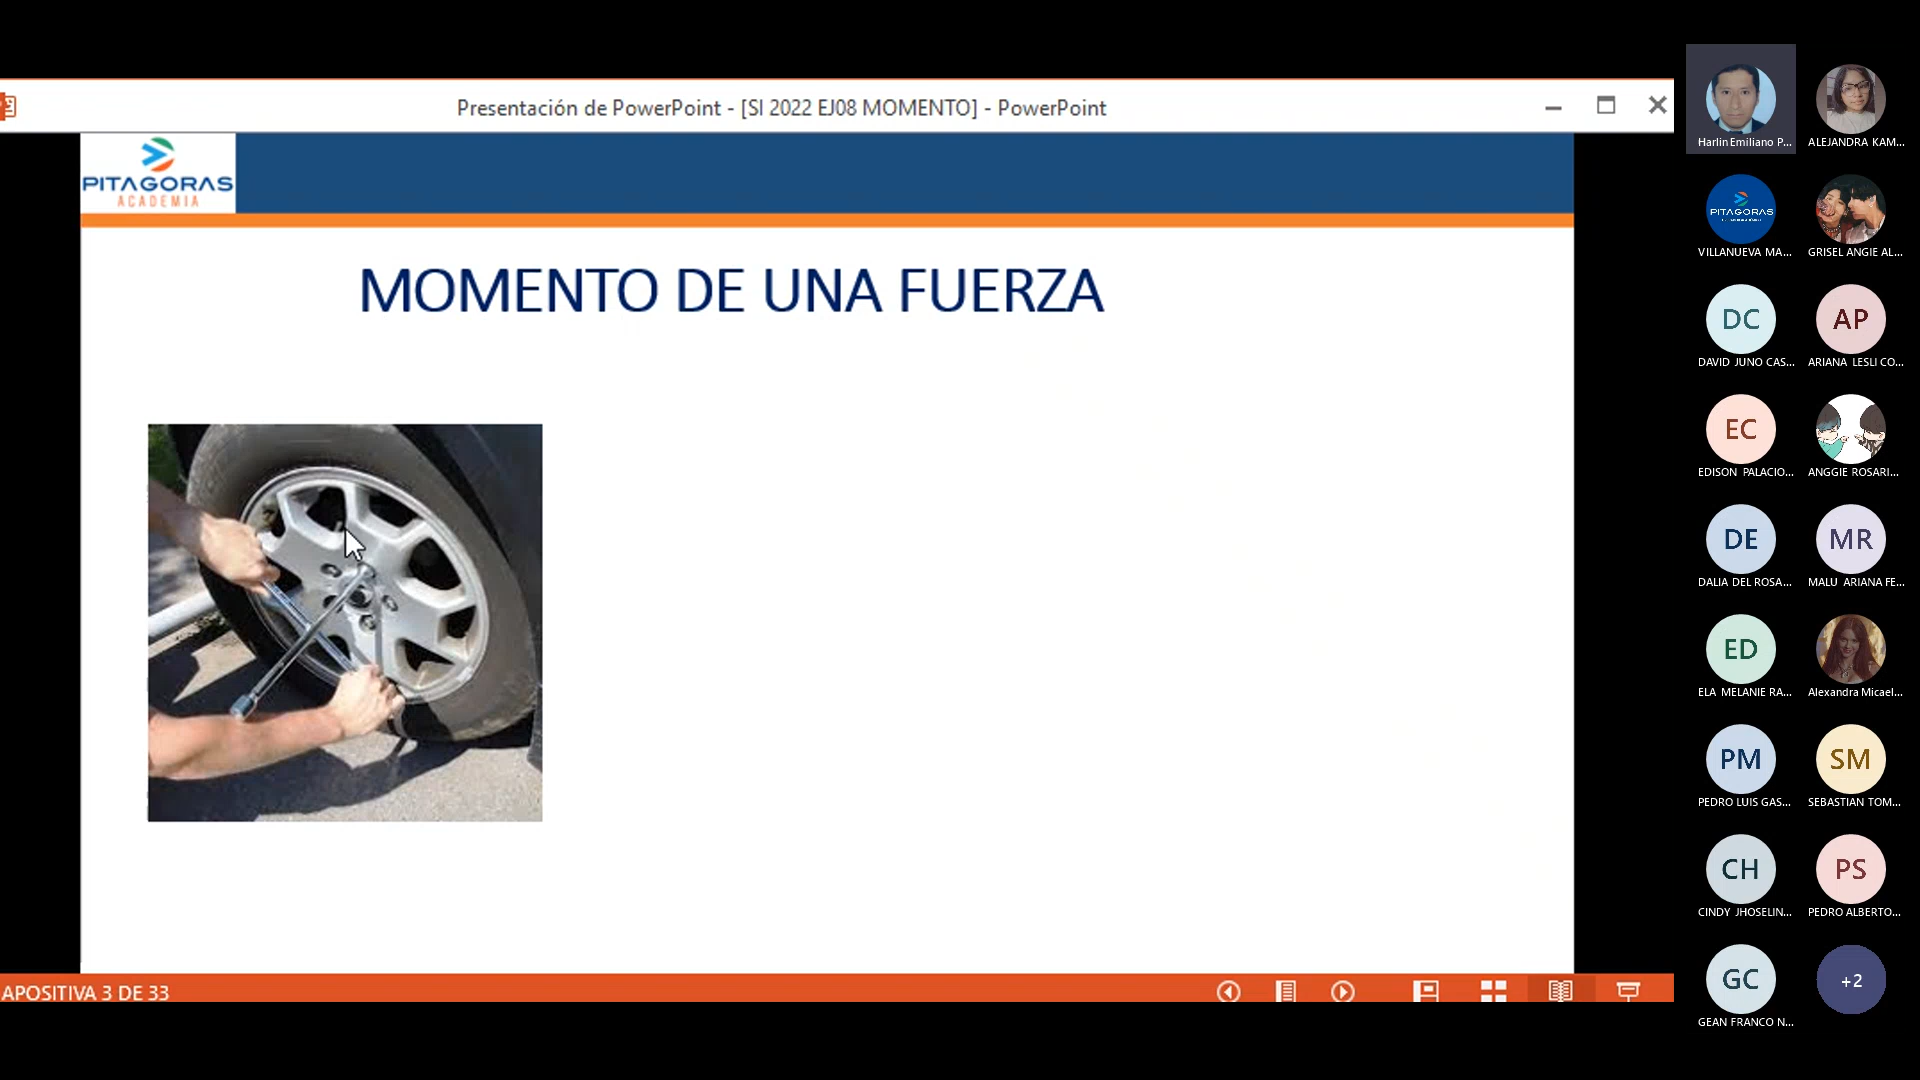 Presentación de PowerPoint - [SI 2022 EJ08 MOMENTO] - PowerPoint
PITAGORAS
ACADEMIA
MOMENTO DE UNA FUERZA
APOSITIVA 3 DE 33
Harlin Emiliano P...
ALEJANDRA KAM...
PITAGORAS
VILLANUEVA MA...
GRISEL ANGIE AL...
DC
AP
DAVID JUNO CAS...
ARIANA LESLI CO...
EC
EDISON PALACIO...
ANGGIE ROSARI...
DE
MR
DALIA DEL ROSA...
MALU ARIANA FE...
ED
ELA MELANIE RA...
Alexandra Micael...
PM
SM
PEDRO LUIS GAS...
SEBASTIAN TOM...
CH
PS
CINDY JHOSELIN...
PEDRO ALBERTO...
GC
+2
GEAN FRANCO N...